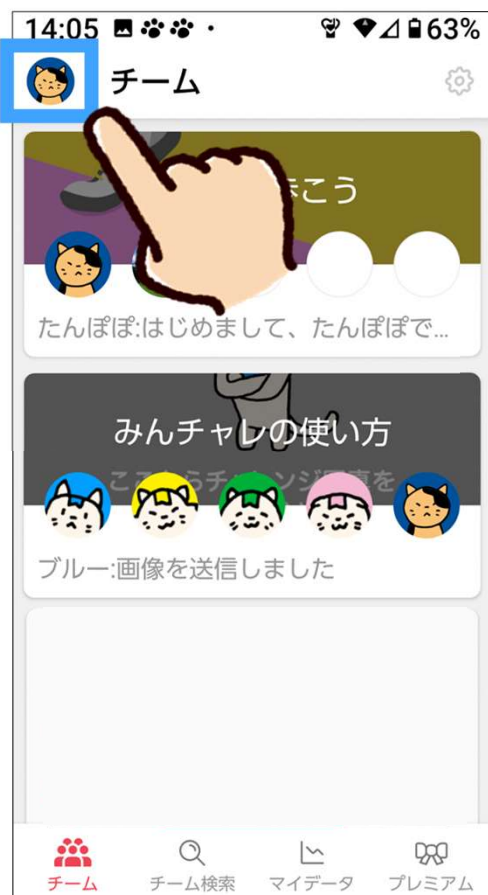 14:05
63%
チーム
こう
たんぽぽ:はじめまして、たんぽぽで...
みんチャレの使い方
ブルー:画像を送信しました
チーム
チーム検索
マイデータ
プレミアム